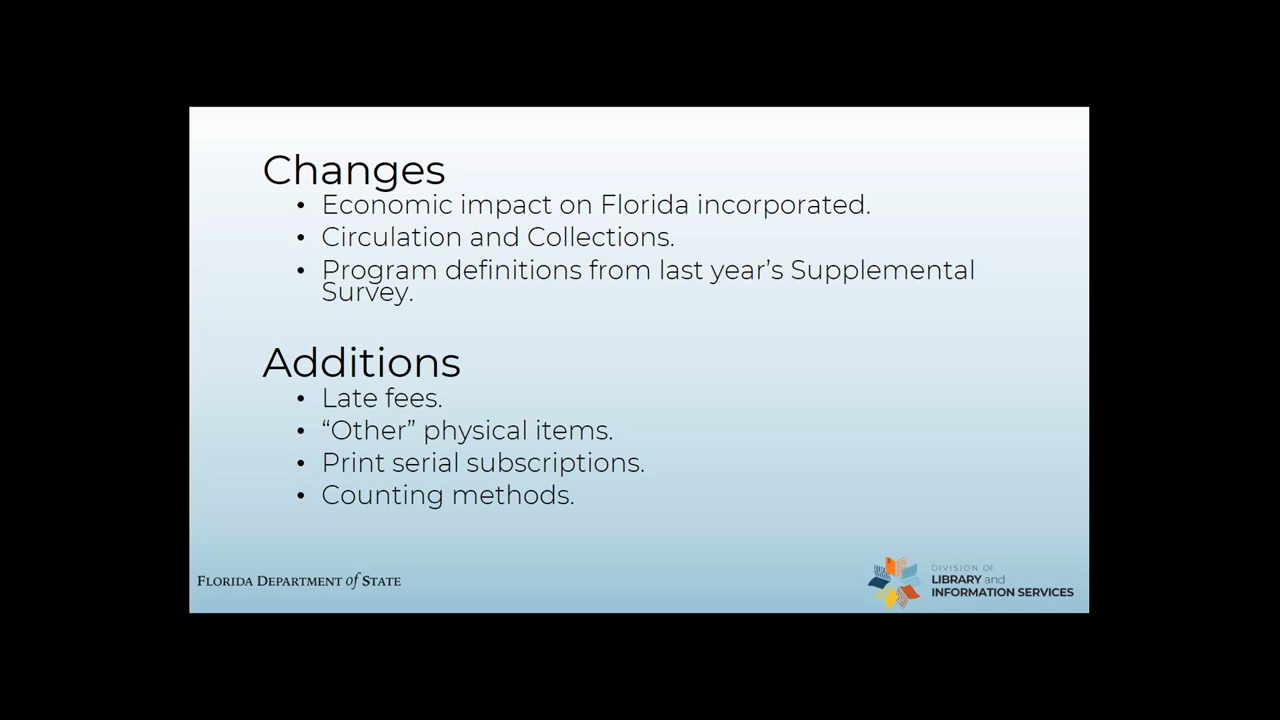 Changes
• Economic impact on Florida incorporated.
• Circulation and Collections.
• Program definitions from last year’s Supplemental
Survey.
Additions
• Late fees.
• “Other” physical items.
• Print serial subscriptions.
• Counting methods.
FLORIDA DEPARTMENT of STATE
DIVISION OF
LIBRARY and
INFORMATION SERVICES